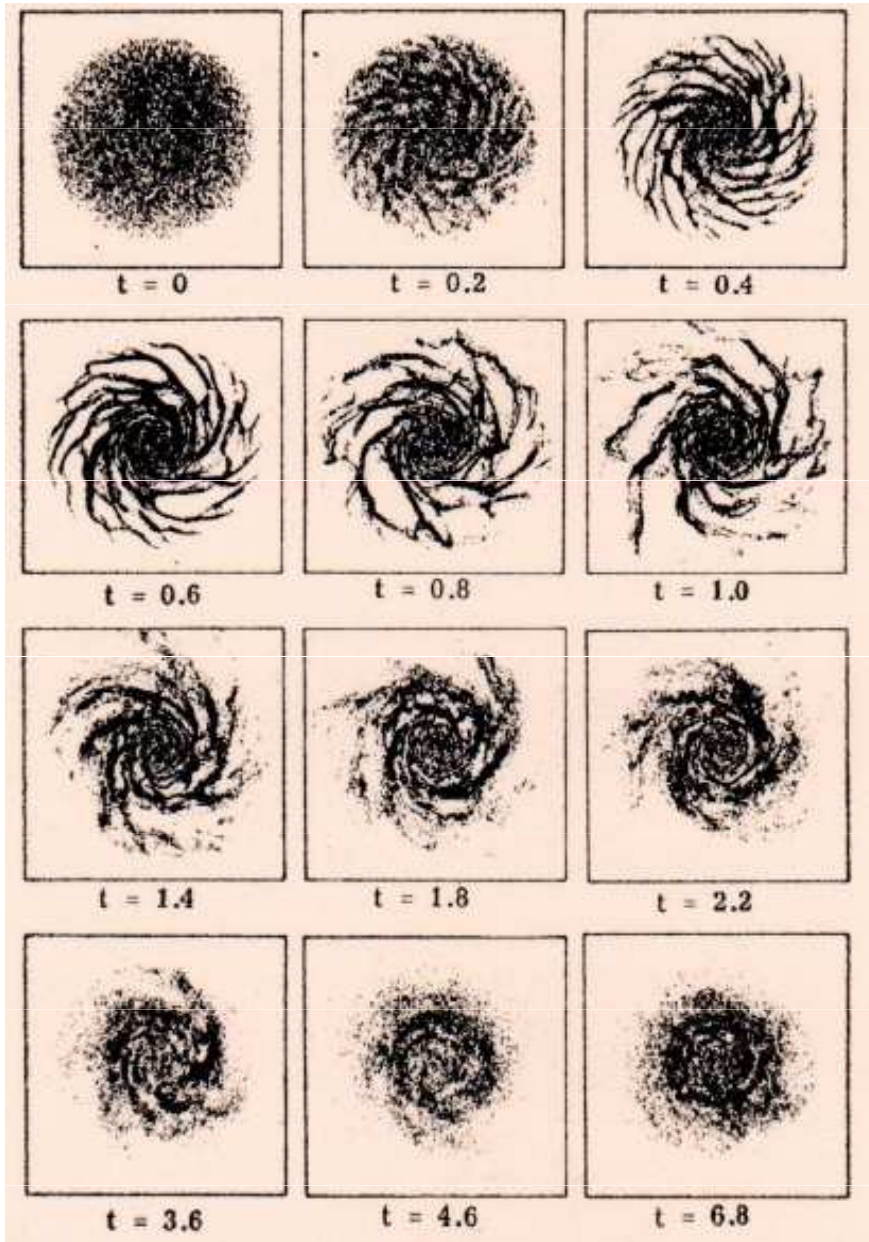 t = 0
t = 0.2
t = 0.4
t = 0.6
t = 0.8
t = 1.0
t = 1.4
t = 1.8
t = 2.2
t = 3.6
t = 4.6
t = 6.8